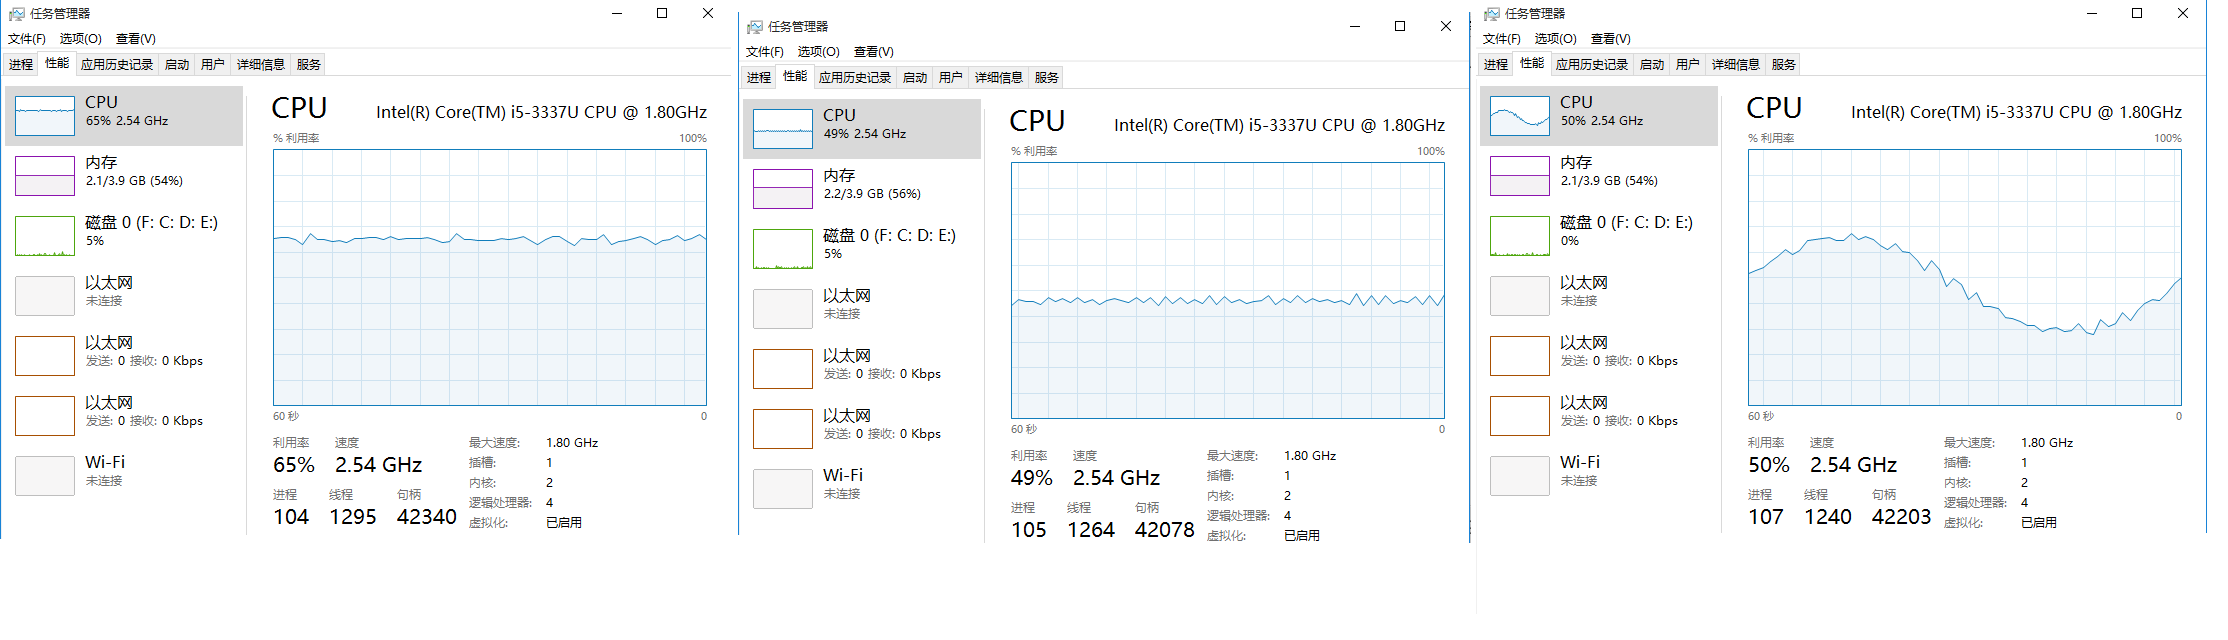 任务管理器
文件(F) 选项(O) 查看(V)
进程 性能 应用历史记录 启动 用户 详细信息 服务
CPU
65% 2.54 GHz
内存
2.1/3.9 GB (54%)
磁盘 0 (F: C: D: E:)
5%
以太网
未连接
以太网
发送: 0 接收: 0 Kbps
以太网
发送: 0 接收: 0 Kbps
Wi-Fi
未连接
CPU Intel(R) Core(TM) i5-3337U CPU @ 1.80GHz
% 利用率 100%
60 秒 0
利用率 速度
65% 2.54 GHz
进程 线程 句柄
104 1295 42340
最大速度: 1.80 GHz
插槽: 1
内核: 2
逻辑处理器: 4
虚拟化: 已启用
任务管理器
文件(F) 选项(O) 查看(V)
进程 性能 应用历史记录 启动 用户 详细信息 服务
CPU
49% 2.54 GHz
内存
2.2/3.9 GB (56%)
磁盘 0 (F: C: D: E:)
5%
以太网
未连接
以太网
发送: 0 接收: 0 Kbps
以太网
发送: 0 接收: 0 Kbps
Wi-Fi
未连接
CPU Intel(R) Core(TM) i5-3337U CPU @ 1.80GHz
% 利用率 100%
60 秒 0
利用率 速度
49% 2.54 GHz
进程 线程 句柄
105 1264 42078
最大速度: 1.80 GHz
插槽: 1
内核: 2
逻辑处理器: 4
虚拟化: 已启用
任务管理器
文件(F) 选项(O) 查看(V)
进程 性能 应用历史记录 启动 用户 详细信息 服务
CPU
50% 2.54 GHz
内存
2.1/3.9 GB (54%)
磁盘 0 (F: C: D: E:)
0%
以太网
未连接
以太网
发送: 0 接收: 0 Kbps
以太网
发送: 0 接收: 0 Kbps
Wi-Fi
未连接
CPU Intel(R) Core(TM) i5-3337U CPU @ 1.80GHz
% 利用率 100%
60 秒 0
利用率 速度
50% 2.54 GHz
进程 线程 句柄
107 1240 42203
最大速度: 1.80 GHz
插槽: 1
内核: 2
逻辑处理器: 4
虚拟化: 已启用